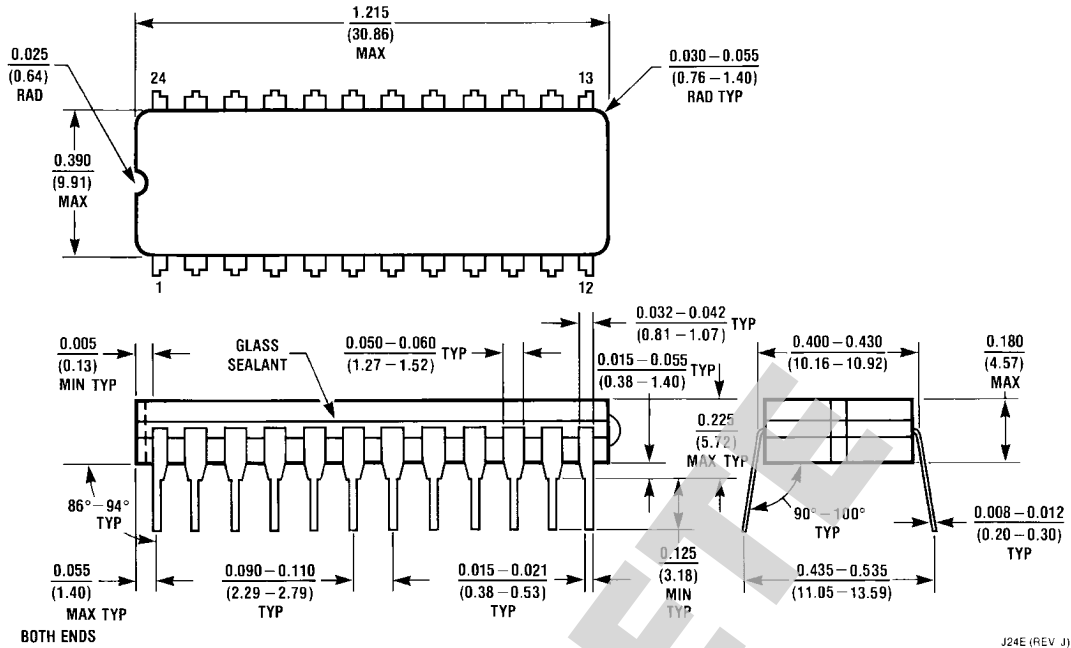 1.215
(30.86)
MAX
0.025
(0.64)
RAD
0.030 – 0.055
(0.76 – 1.40)
RAD TYP
24
13
0.390
(9.91)
MAX
1
12
0.005
(0.13)
MIN TYP
GLASS
SEALANT
0.050 – 0.060
(1.27 – 1.52)
TYP
0.032 – 0.042
(0.81 – 1.07)
TYP
0.015 – 0.055
(0.38 – 1.40)
TYP
0.400 – 0.430
(10.16 – 10.92)
0.180
(4.57)
MAX
0.225
(5.72)
MAX TYP
86° – 94°
TYP
90° – 100°
TYP
0.008 – 0.012
(0.20 – 0.30)
TYP
0.055
(1.40)
MAX TYP
BOTH ENDS
0.090 – 0.110
(2.29 – 2.79)
TYP
0.015 – 0.021
(0.38 – 0.53)
TYP
0.125
(3.18)
MIN
TYP
0.435 – 0.535
(11.05 – 13.59)
J24E (REV J)
ETE